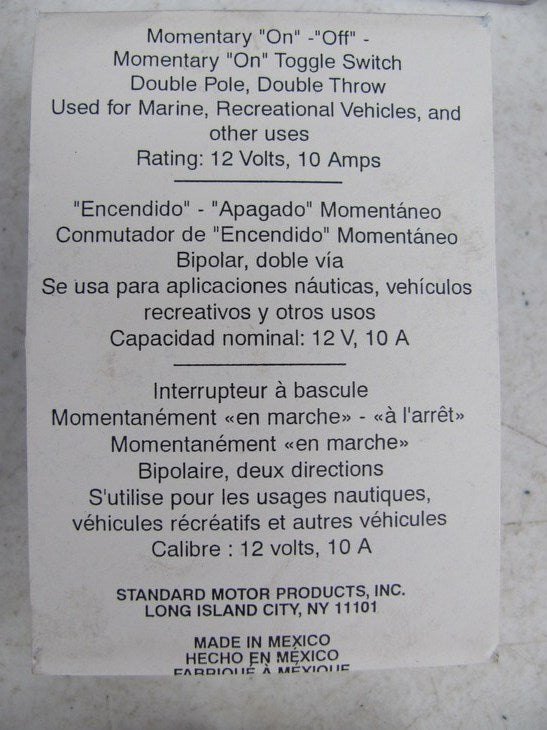 Momentary "On" -"Off" -
Momentary "On" Toggle Switch
Double Pole, Double Throw
Used for Marine, Recreational Vehicles, and
other uses
Rating: 12 Volts, 10 Amps
"Encendido" - "Apagado" Momentáneo
Conmutador de "Encendido" Momentáneo
Bipolar, doble vía
Se usa para aplicaciones náuticas, vehículos
recreativos y otros usos
Capacidad nominal: 12 V, 10 A
Interrupteur à bascule
Momentanément «en marche» - «à l'arrêt»
Momentanément «en marche»
Bipolaire, deux directions
S'utilise pour les usages nautiques,
véhicules récréatifs et autres véhicules
Calibre : 12 volts, 10 A
STANDARD MOTOR PRODUCTS, INC.
LONG ISLAND CITY, NY 11101
MADE IN MEXICO
HECHO EN MÉXICO
FABRIQUÉ À MEXIQUE